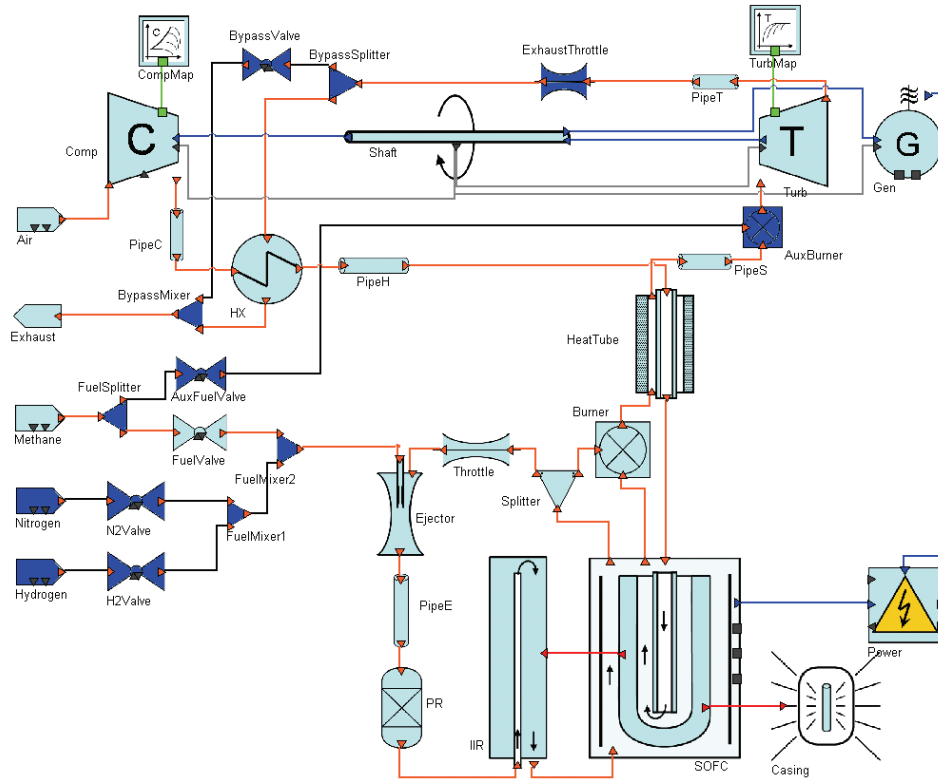 BypassValve
BypassSplitter
ExhaustThrottle
C
CompMap
T
TurbMap
PipeT
Comp
C
Shaft
T
Turb
G
Gen
Air
PipeC
HX
PipeH
PipeS
AuxBurner
BypassMixer
Exhaust
HeatTube
FuelSplitter
AuxFuelValve
Methane
FuelValve
FuelMixer2
Throttle
Burner
Splitter
Nitrogen
N2Valve
FuelMixer1
Ejector
Hydrogen
H2Valve
PipeE
Power
PR
IIR
SOFC
Casing